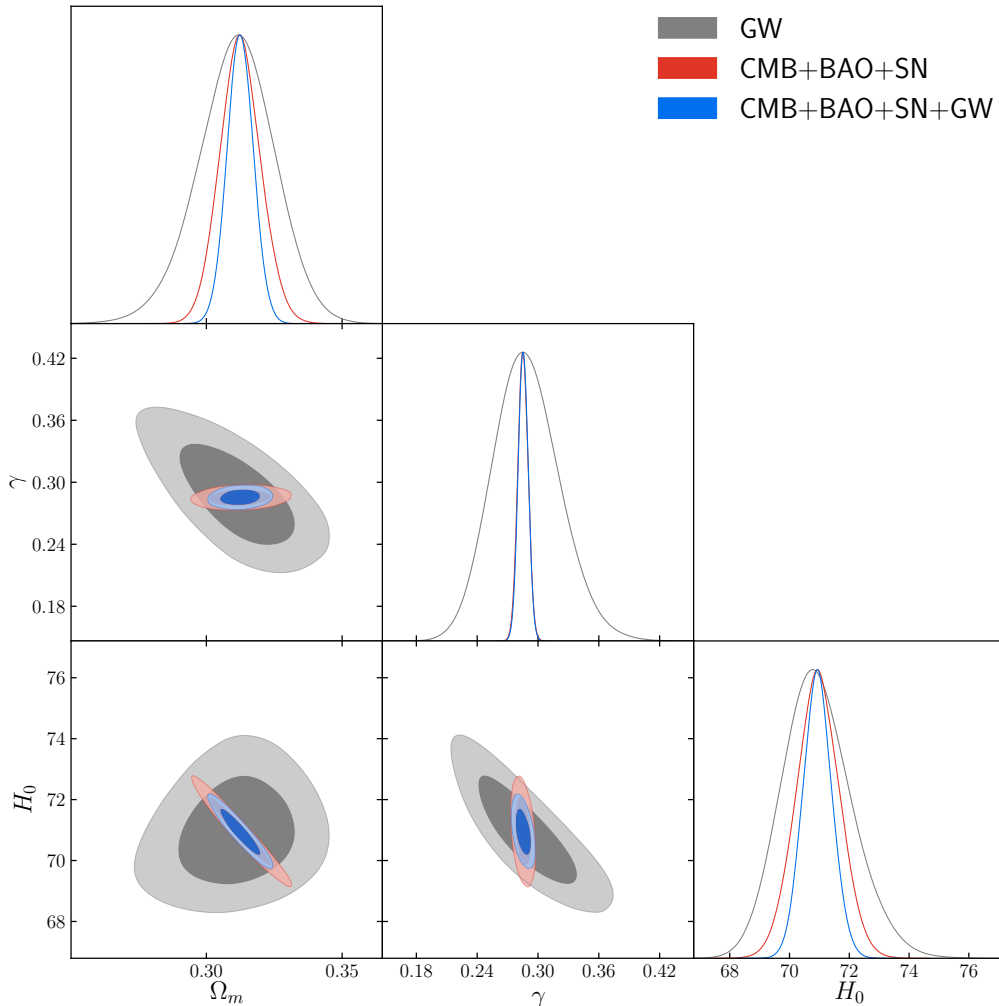 GW
CMB+BAO+SN
CMB+BAO+SN+GW
0.42
0.36
0.30
0.24
0.18
γ
76
74
72
70
68
H₀
0.30 0.35
Ωₘ
0.18 0.24 0.30 0.36 0.42
γ
68 70 72 74 76
H₀